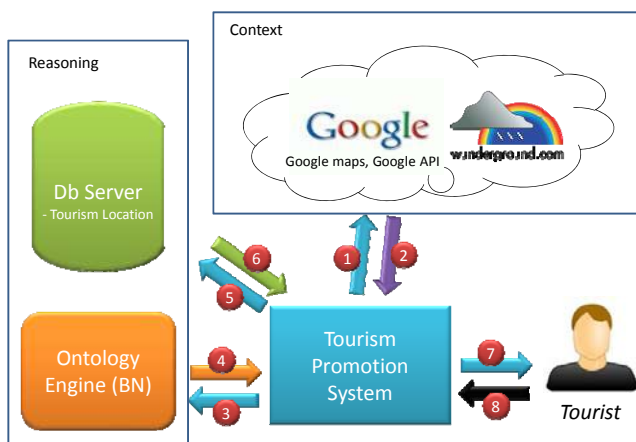 Context
Reasoning
Google
Google maps, Google API
wunderground.com
Db Server
- Tourism Location
6
5
1
2
Ontology
Engine (BN)
4
3
Tourism
Promotion
System
7
8
Tourist